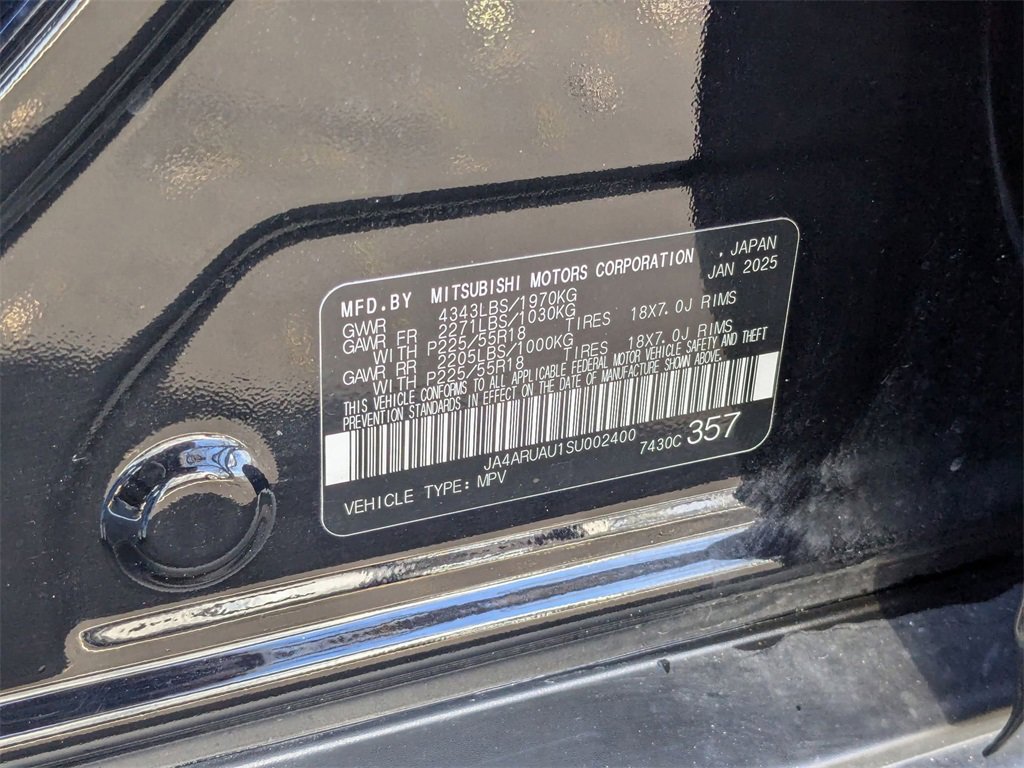 MFD.BY MITSUBISHI MOTORS CORPORATION , JAPAN
JAN 2025
GWWR 4343LBS/1970KG
GAWR FR 2271LBS/1030KG
WITH P225/55R18 TIRES 18X7.0J RIMS
GAWR RR 2205LBS/1000KG
WITH P225/55R18 TIRES 18X7.0J RIMS
THIS VEHICLE CONFORMS TO ALL APPLICABLE FEDERAL MOTOR VEHICLE SAFETY AND THEFT
PREVENTION STANDARDS IN EFFECT ON THE DATE OF MANUFACTURE SHOWN ABOVE.
JA4ARUAU1SU002400
7430C 357
VEHICLE TYPE: MPV